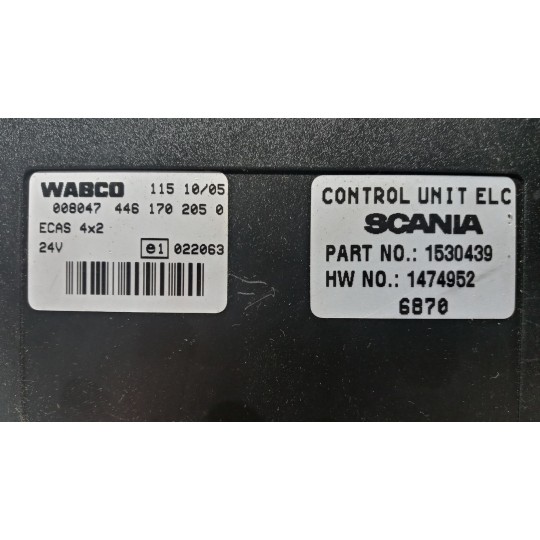 WABCO 115 10/05
008047 446 170 205 0
ECAS 4x2
24V e1 022063
CONTROL UNIT ELC
SCANIA
PART NO.: 1530439
HW NO.: 1474952
6870